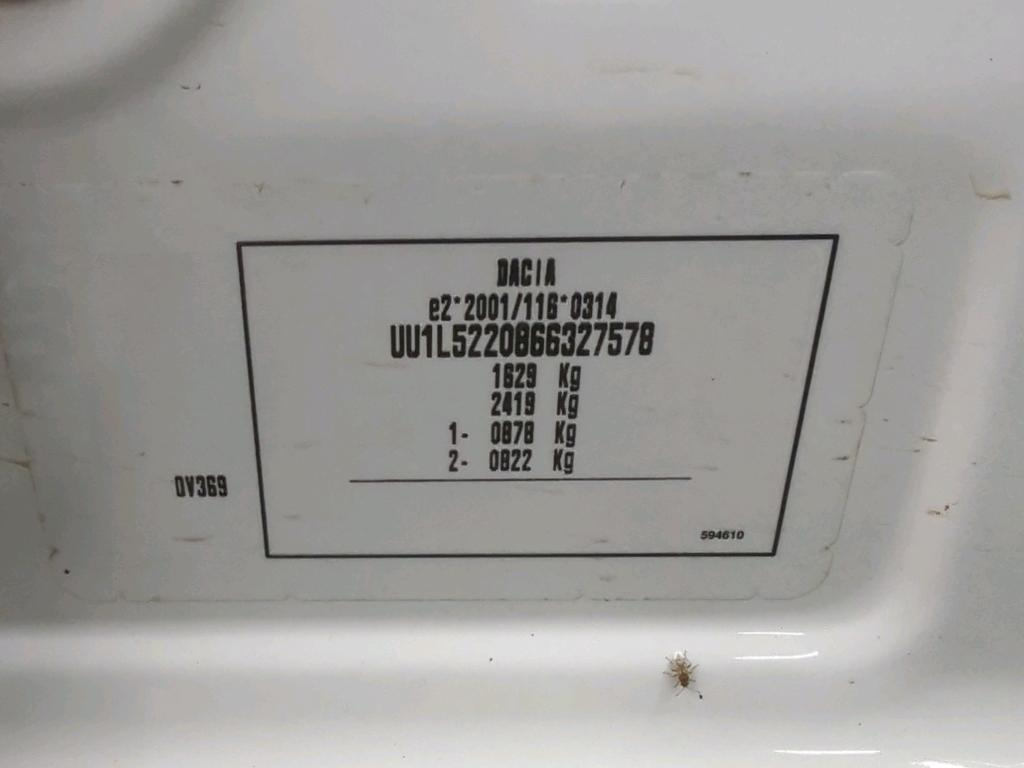 DACIA
e2*2001/116*0314
UU1L5220866327578
1629 Kg
2419 Kg
1- 0878 Kg
2- 0822 Kg
0V369
594610